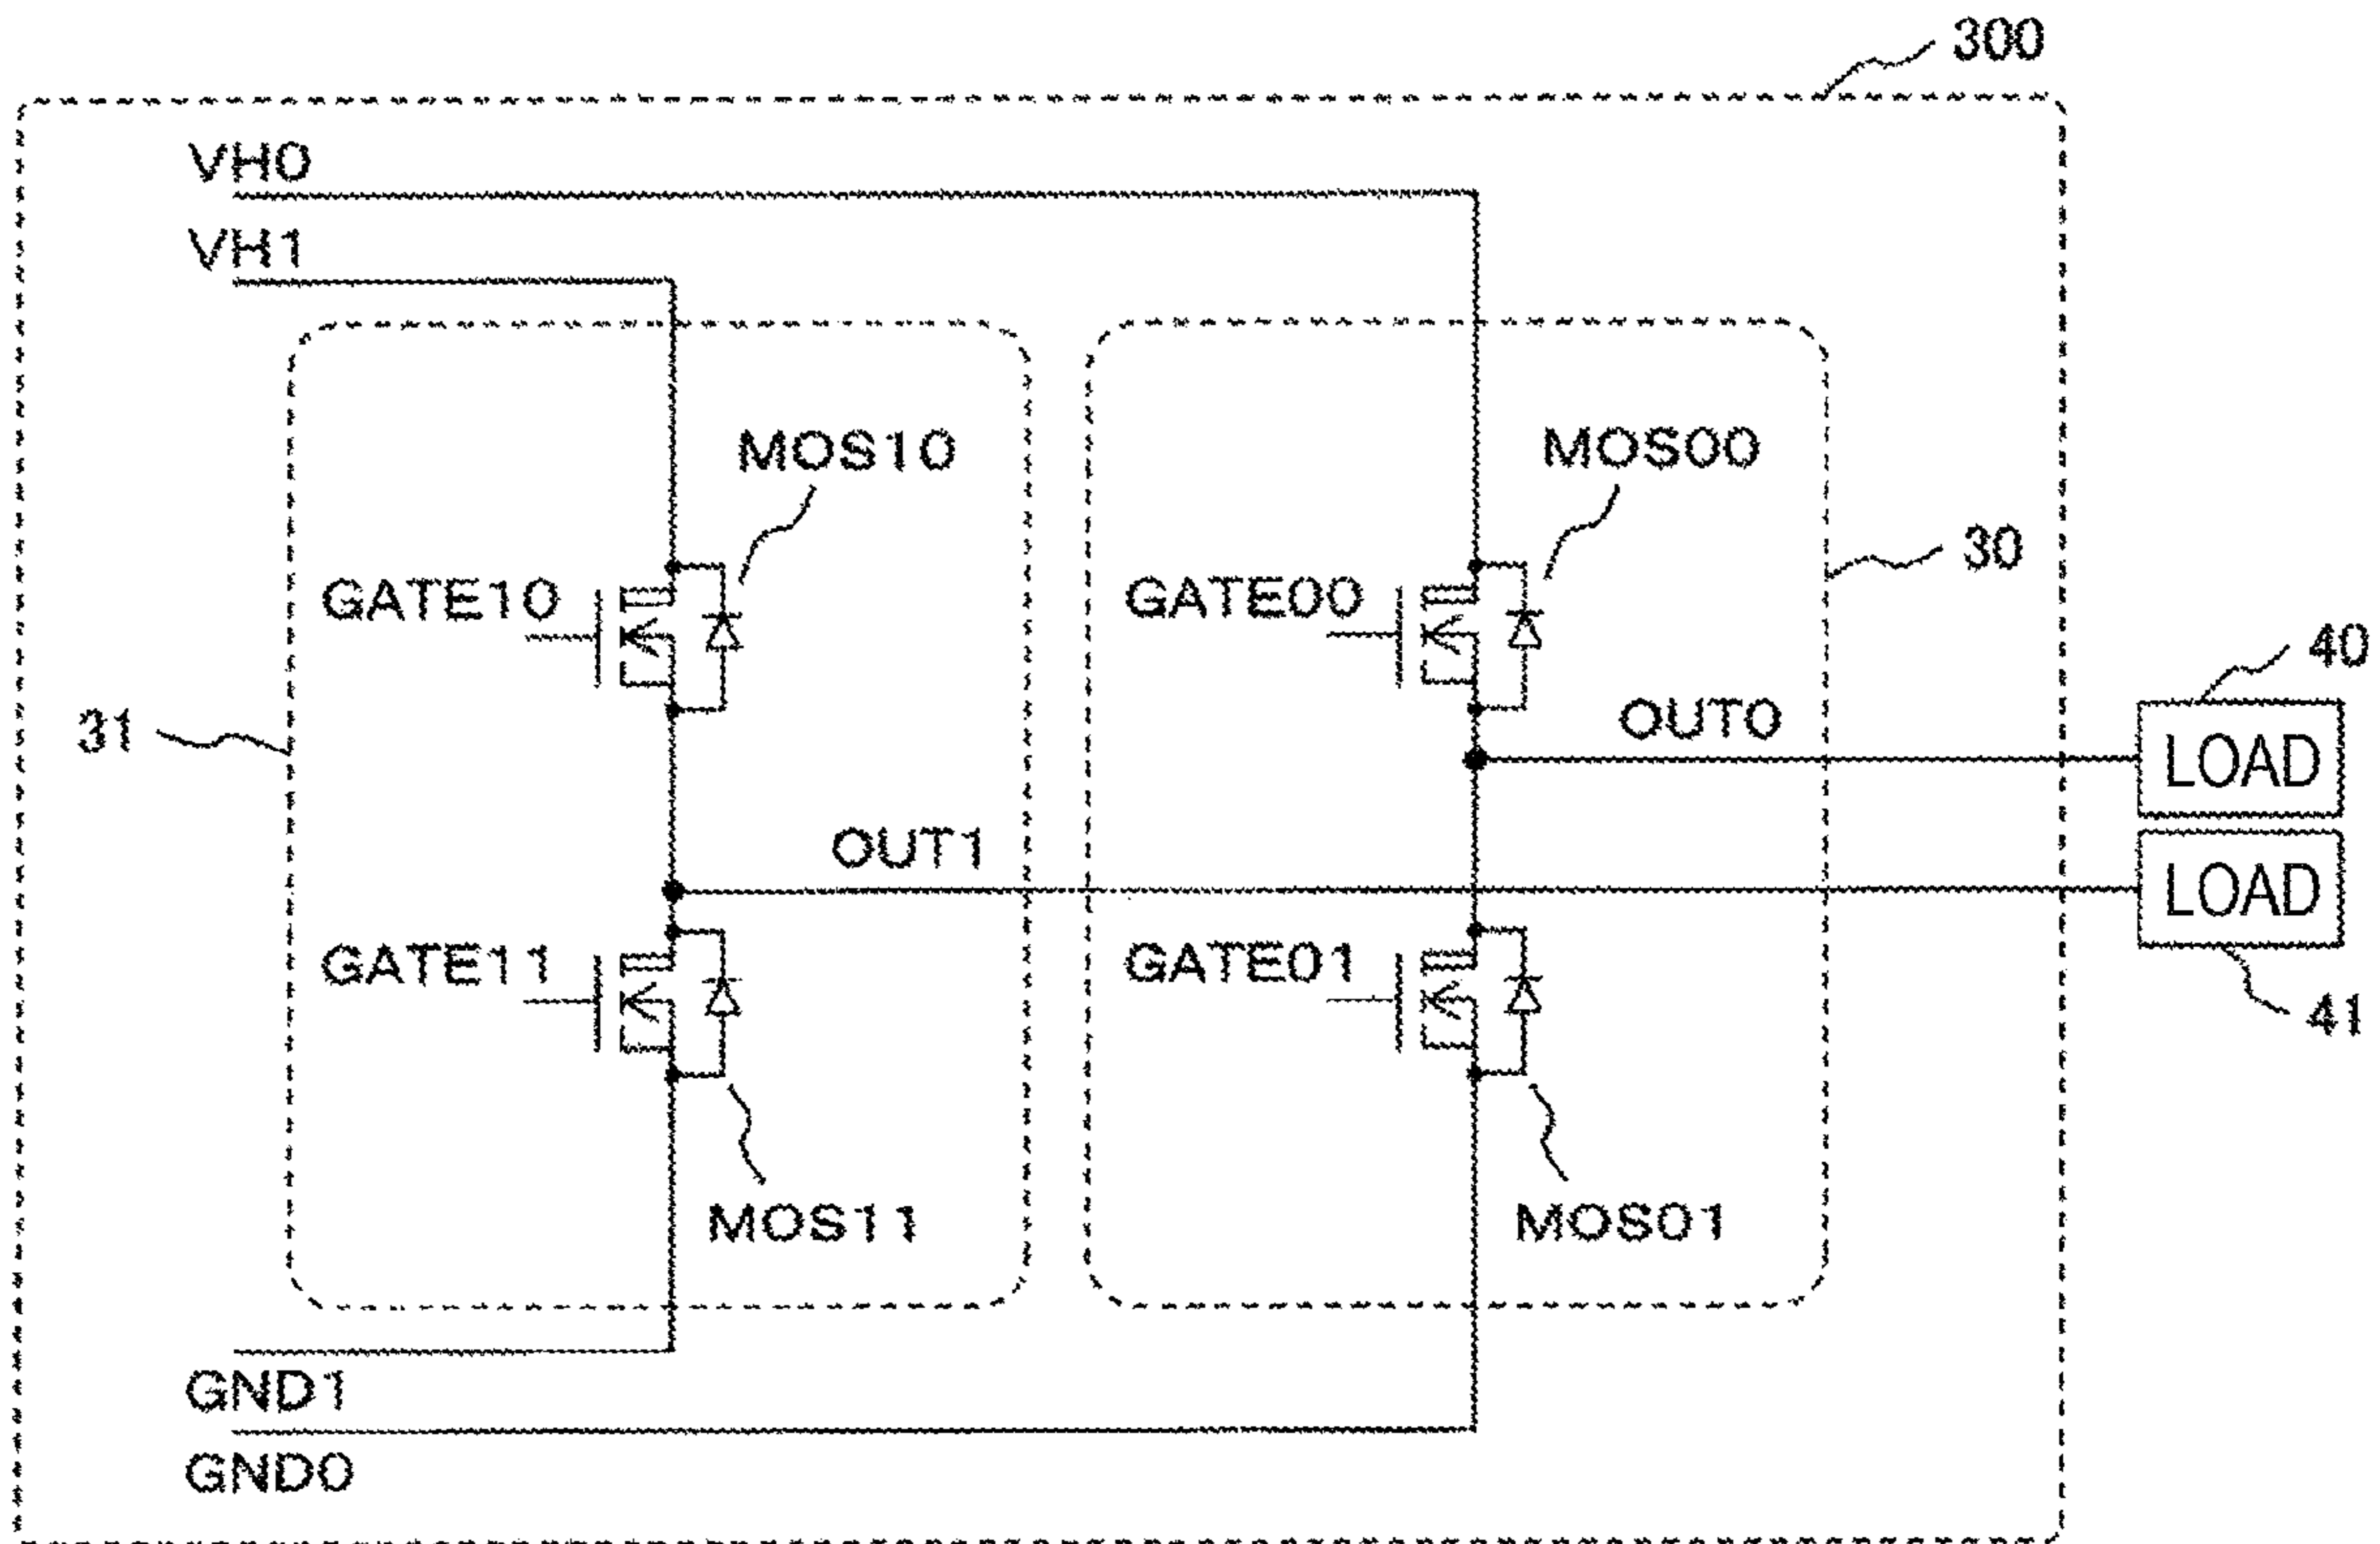 300
VH0
VH1
MOS10
MOS00
30
GATE10
GATE00
40
31
OUT0
LOAD
OUT1
LOAD
GATE11
GATE01
41
MOS11
MOS01
GND1
GND0